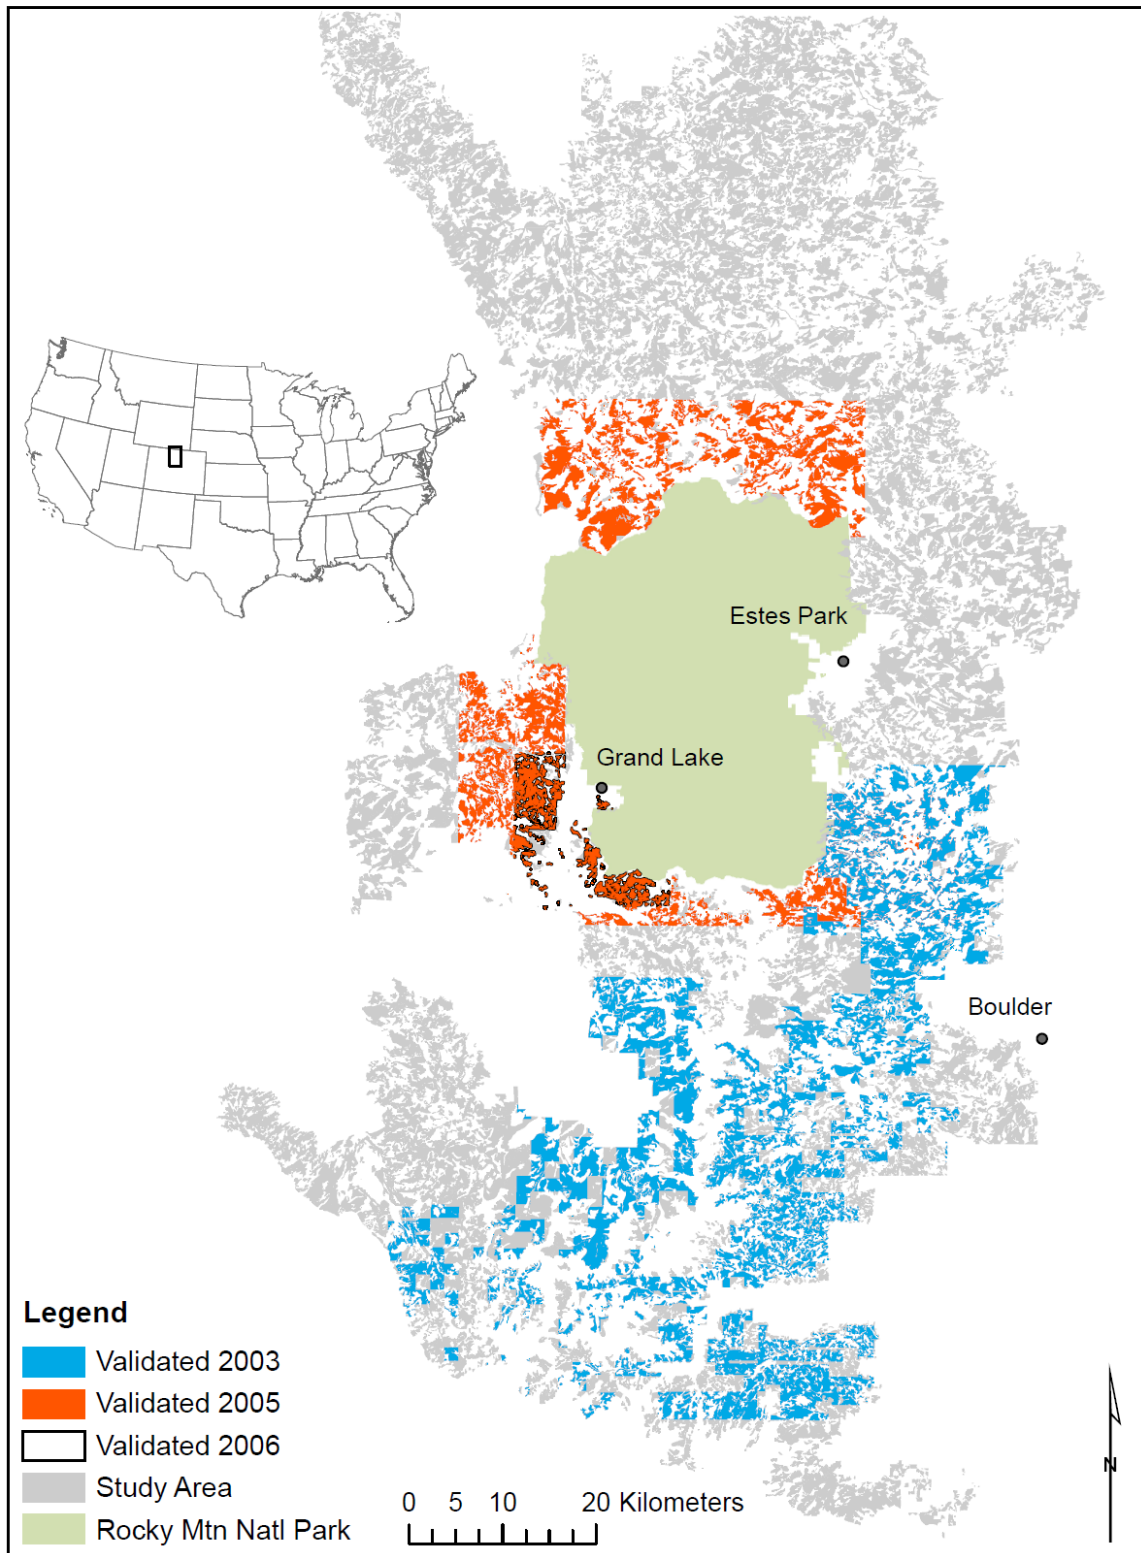 Estes Park
Grand Lake
Boulder
Legend
Validated 2003
Validated 2005
Validated 2006
Study Area
Rocky Mtn Natl Park
0 5 10 20 Kilometers
N